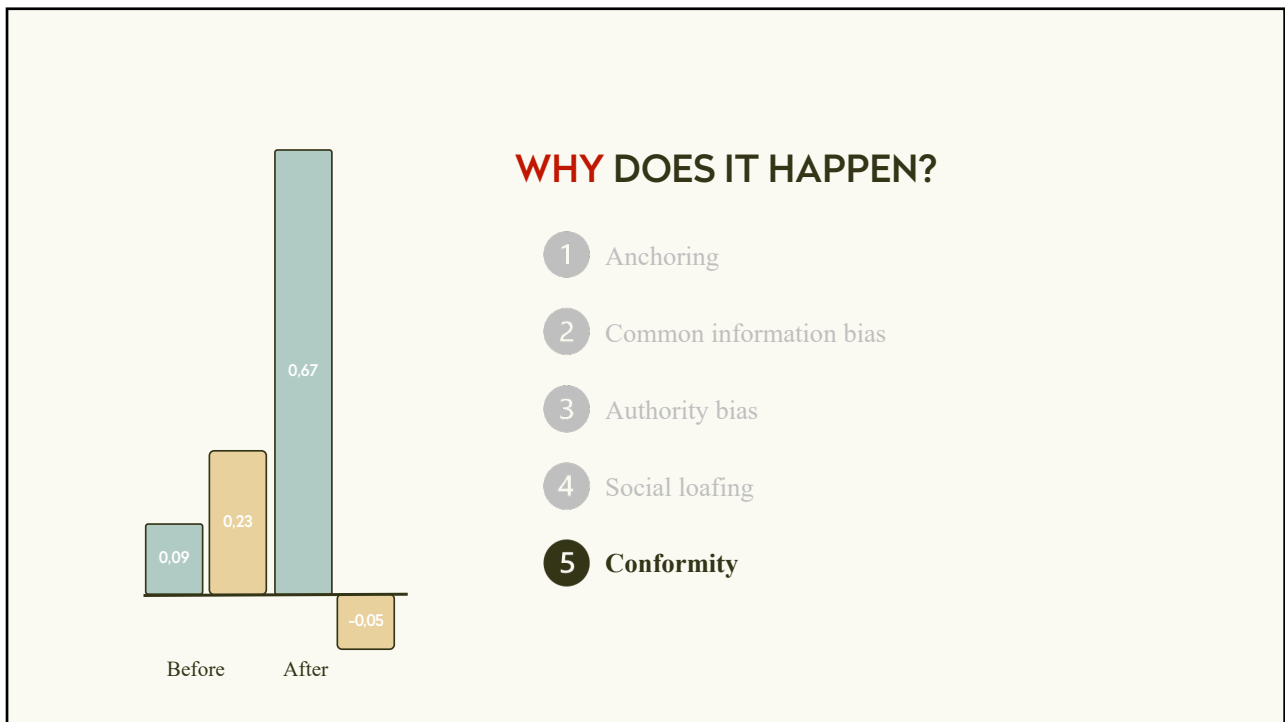 WHY DOES IT HAPPEN?
1 Anchoring
2 Common information bias
3 Authority bias
4 Social loafing
5 Conformity
0,09
0,23
0,67
-0,05
Before After